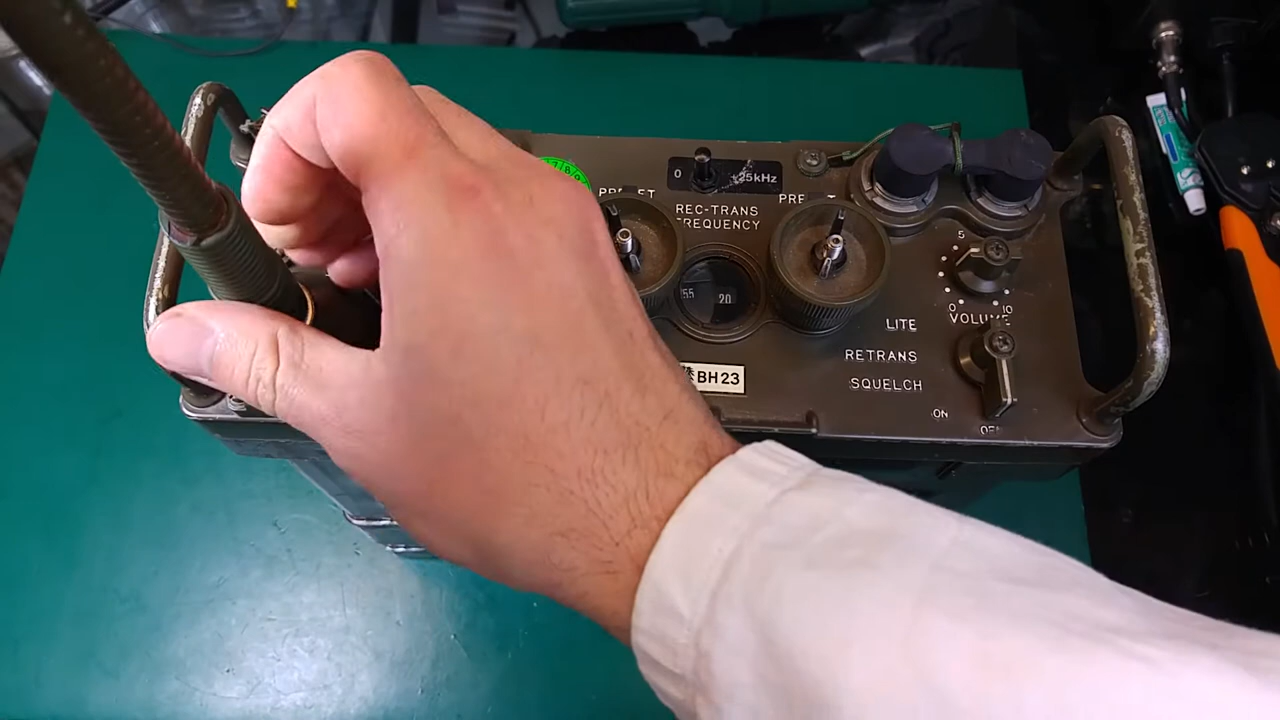 0 +25kHz
REC-TRANS
FREQUENCY
55 20
5
0 10
VOLUME
LITE
RETRANS
SQUELCH
ON
OFF
BH23